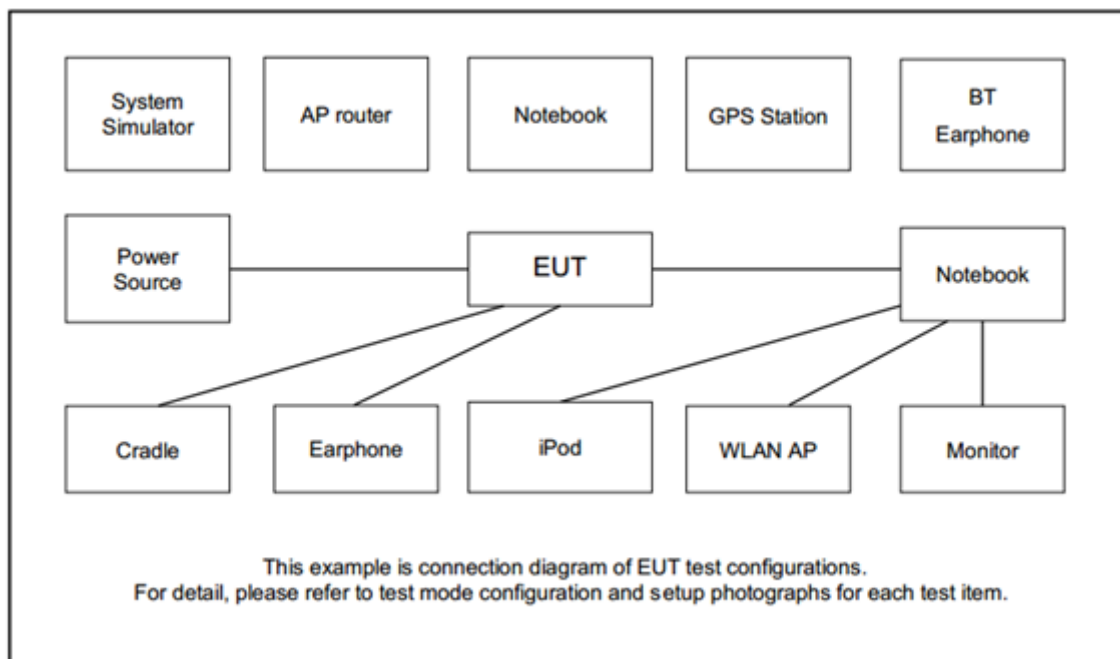 System
Simulator
AP router
Notebook
GPS Station
BT
Earphone
Power
Source
EUT
Notebook
Cradle
Earphone
iPod
WLAN AP
Monitor
This example is connection diagram of EUT test configurations.
For detail, please refer to test mode configuration and setup photographs for each test item.